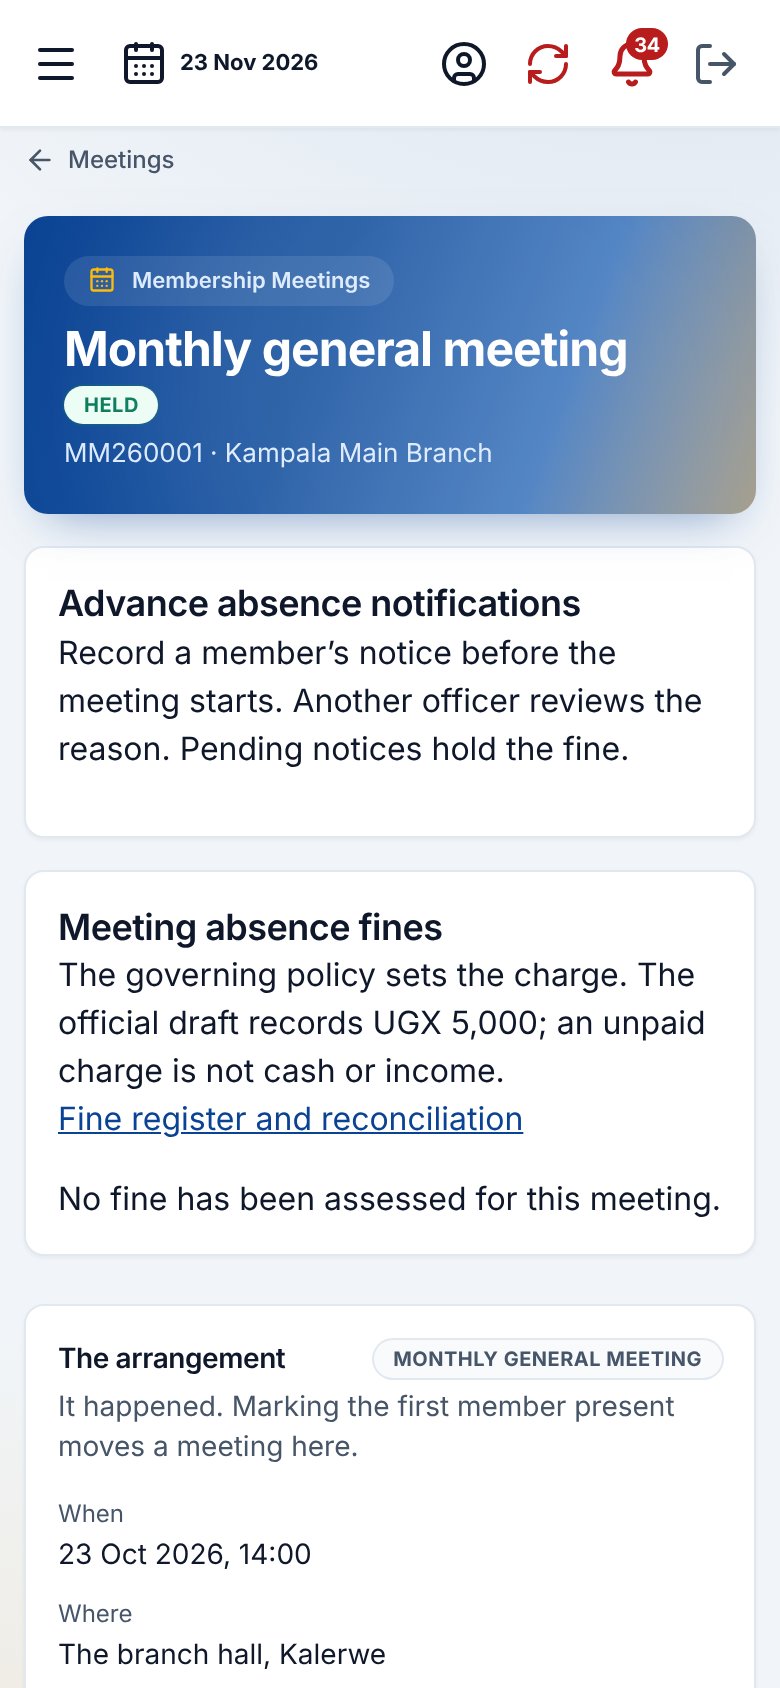 23 Nov 2026
34
Meetings
Membership Meetings
Monthly general meeting
HELD
MM260001 · Kampala Main Branch
Advance absence notifications
Record a member’s notice before the
meeting starts. Another officer reviews the
reason. Pending notices hold the fine.
Meeting absence fines
The governing policy sets the charge. The
official draft records UGX 5,000; an unpaid
charge is not cash or income.
Fine register and reconciliation
No fine has been assessed for this meeting.
The arrangement
MONTHLY GENERAL MEETING
It happened. Marking the first member present
moves a meeting here.
When
23 Oct 2026, 14:00
Where
The branch hall, Kalerwe